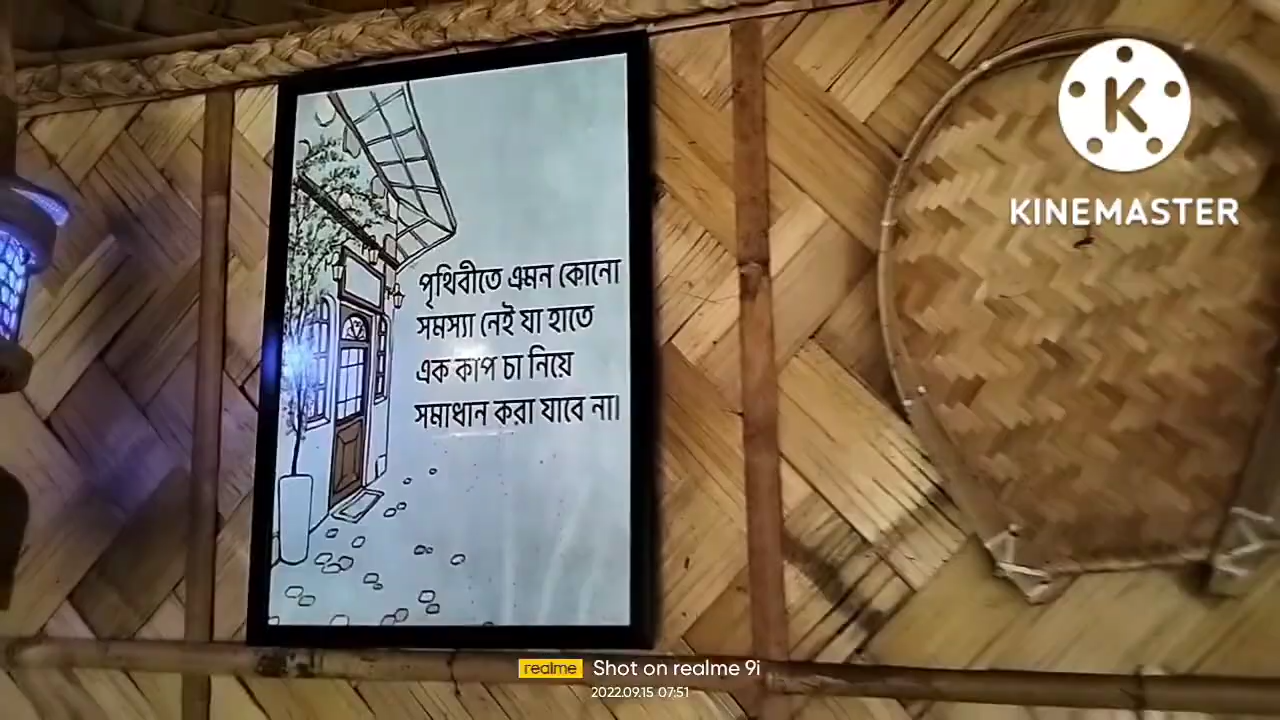 পৃথিবীতে এমন কোনো
সমস্যা নেই যা হাতে
এক কাপ চা নিয়ে
সমাধান করা যাবে না।
K
KINEMASTER
realme Shot on realme 9i
2022.09.15 07:51